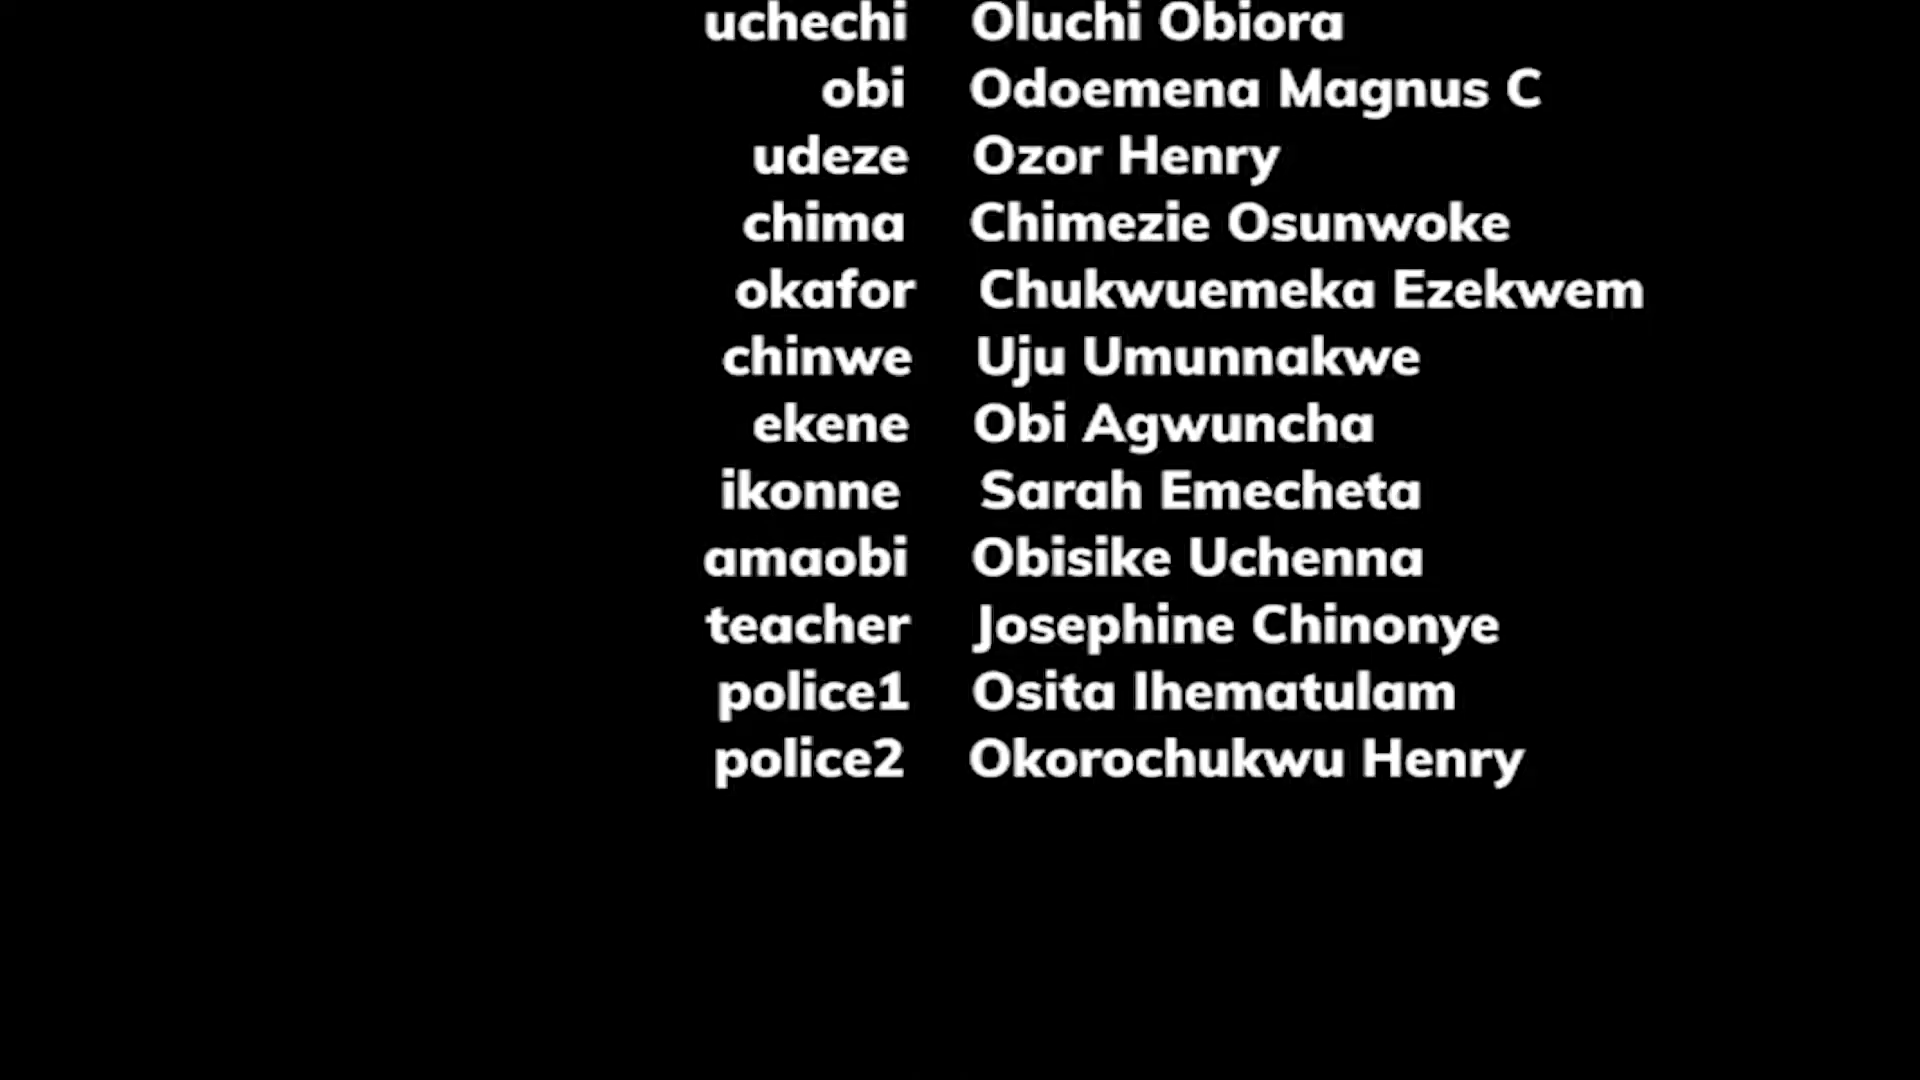 uchechi Oluchi Obiora
obi Odoemena Magnus C
udeze Ozor Henry
chima Chimezie Osunwoke
okafor Chukwuemeka Ezekwem
chinwe Uju Umunnakwe
ekene Obi Agwuncha
ikonne Sarah Emecheta
amaobi Obisike Uchenna
teacher Josephine Chinonye
police1 Osita Ihematulam
police2 Okorochukwu Henry